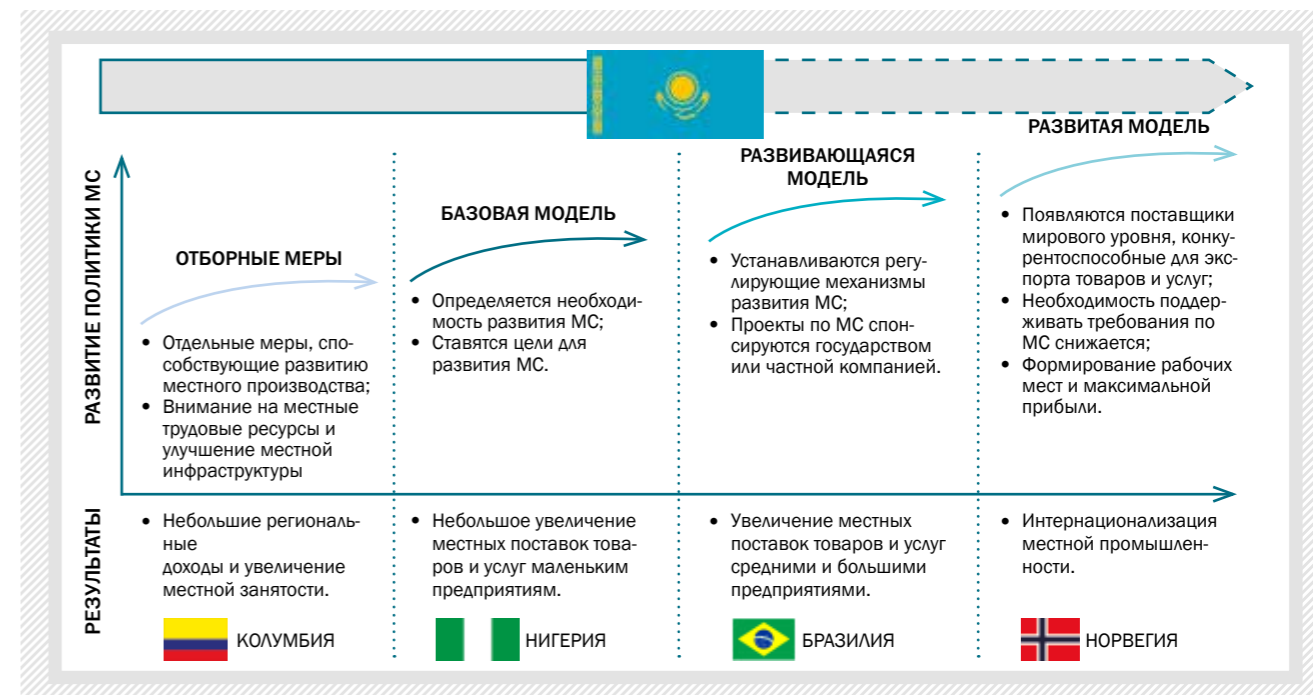 РАЗВИТИЕ ПОЛИТИКИ МС
ОТБОРНЫЕ МЕРЫ
• Отдельные меры, спо-
собствующие развитию
местного производства;
• Внимание на местные
трудовые ресурсы и
улучшение местной
инфраструктуры
БАЗОВАЯ МОДЕЛЬ
• Определяется необходи-
мость развития МС;
• Ставятся цели для
развития МС.
РАЗВИВАЮЩАЯСЯ
МОДЕЛЬ
• Устанавливаются регу-
лирующие механизмы
развития МС;
• Проекты по МС спон-
сируются государством
или частной компанией.
РАЗВИТАЯ МОДЕЛЬ
• Появляются поставщики
мирового уровня, конку-
рентоспособные для экс-
порта товаров и услуг;
• Необходимость поддер-
живать требования по
МС снижается;
• Формирование рабочих
мест и максимальной
прибыли.
РЕЗУЛЬТАТЫ
• Небольшие региональ-
ные
доходы и увеличение
местной занятости.
КОЛУМБИЯ
• Небольшое увеличение
местных поставок това-
ров и услуг маленьким
предприятиям.
НИГЕРИЯ
• Увеличение местных
поставок товаров и услуг
средними и большими
предприятиями.
БРАЗИЛИЯ
• Интернационализация
местной промышлен-
ности.
НОРВЕГИЯ